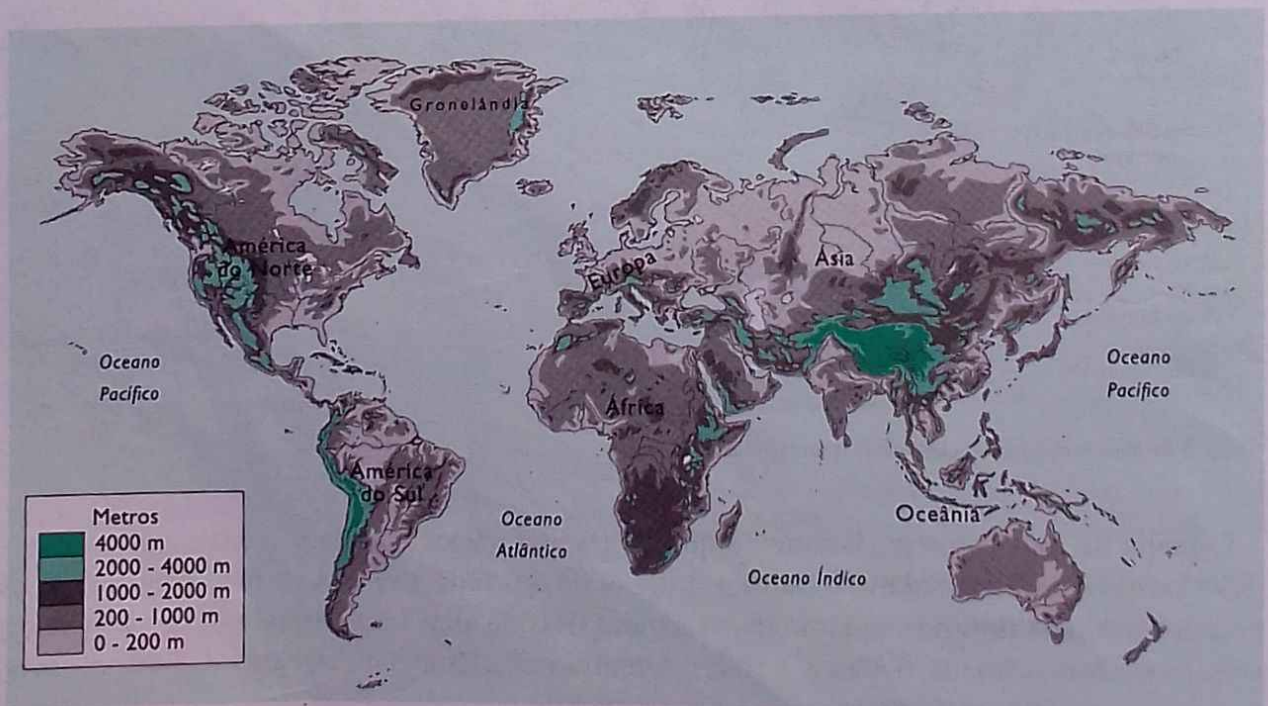 Gronelândia
América
do Norte
Europa
Ásia
Oceano
Pacífico
África
Oceano
Pacífico
América
do Sul
Oceânia
Oceano
Atlântico
Oceano Índico
Metros
4000 m
2000 - 4000 m
1000 - 2000 m
200 - 1000 m
0 - 200 m